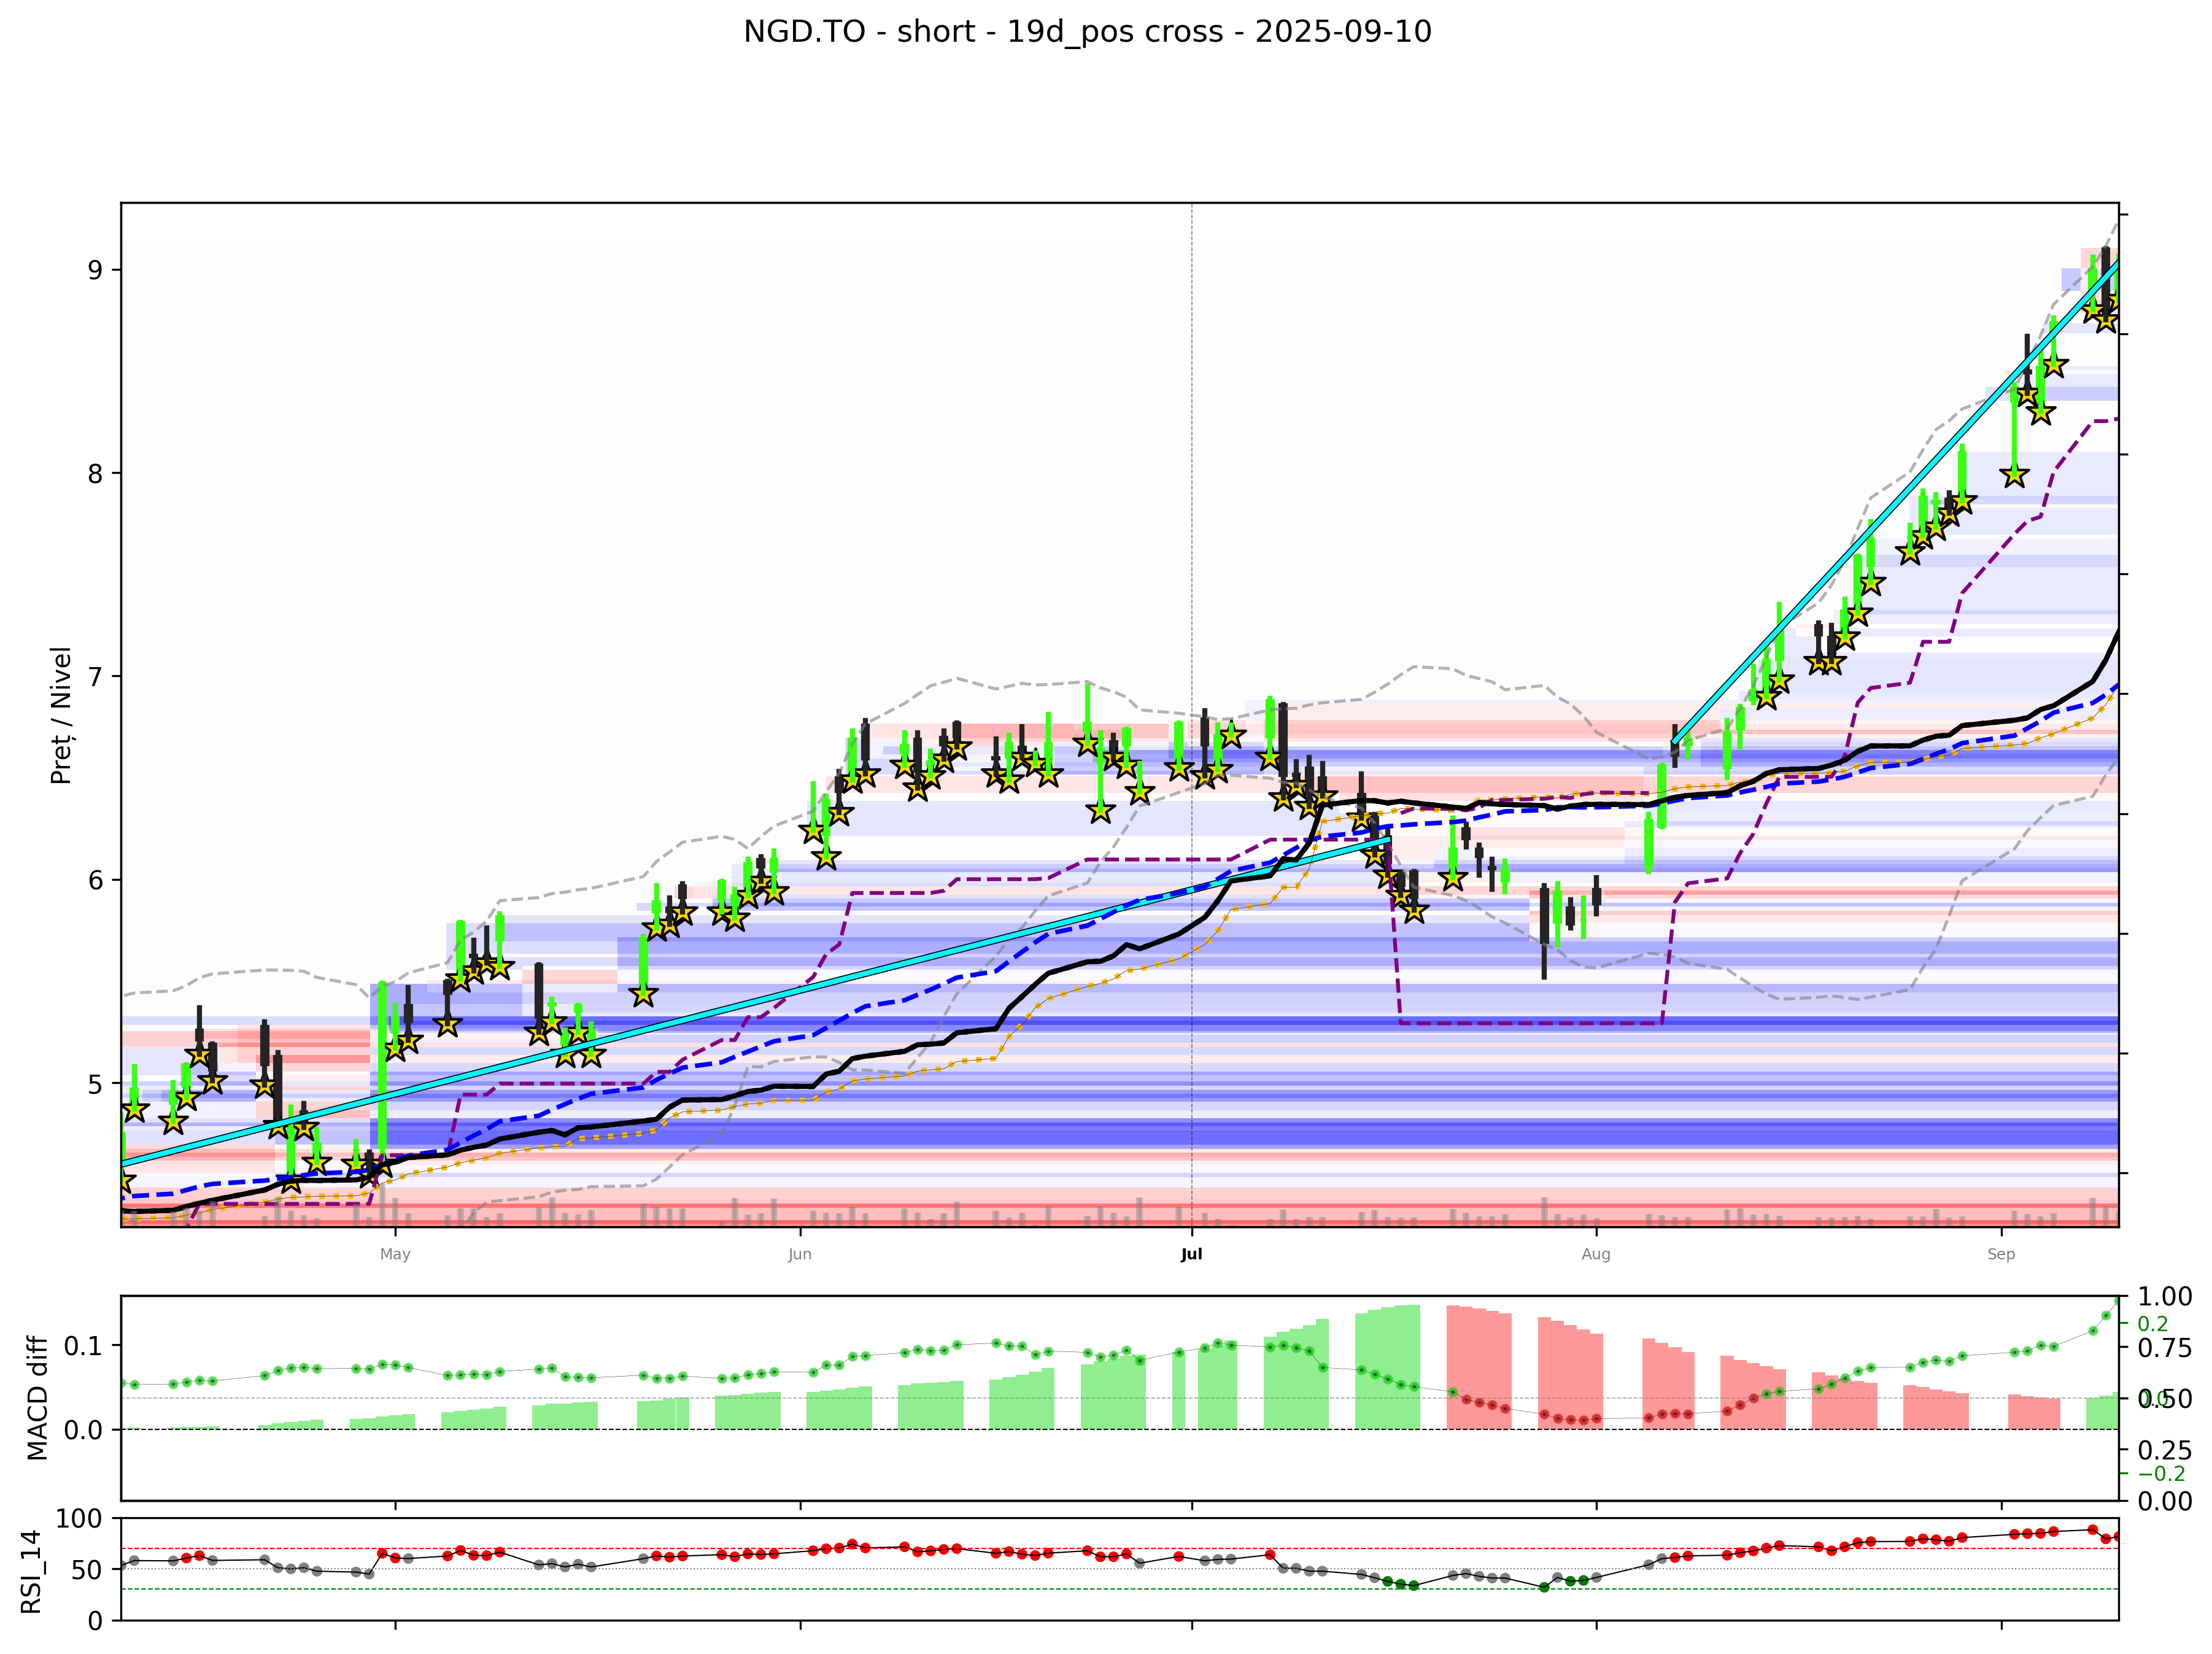 NGD.TO - short - 19d_pos cross - 2025-09-10
Preț / Nivel
9
8
7
6
5
May
Jun
Jul
Aug
Sep
MACD diff
0.1
0.0
1.00
0.2
0.75
0.50
0.0
0.25
−0.2
0.00
RSI_14
100
50
0